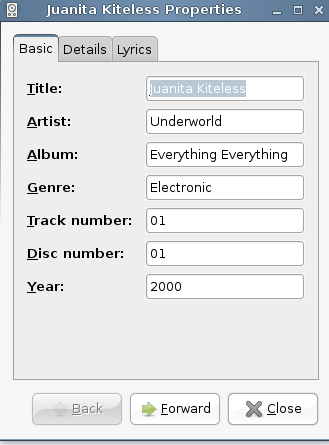 Juanita Kiteless Properties
Basic Details Lyrics
Title: Juanita Kiteless
Artist: Underworld
Album: Everything Everything
Genre: Electronic
Track number: 01
Disc number: 01
Year: 2000
Back Forward Close